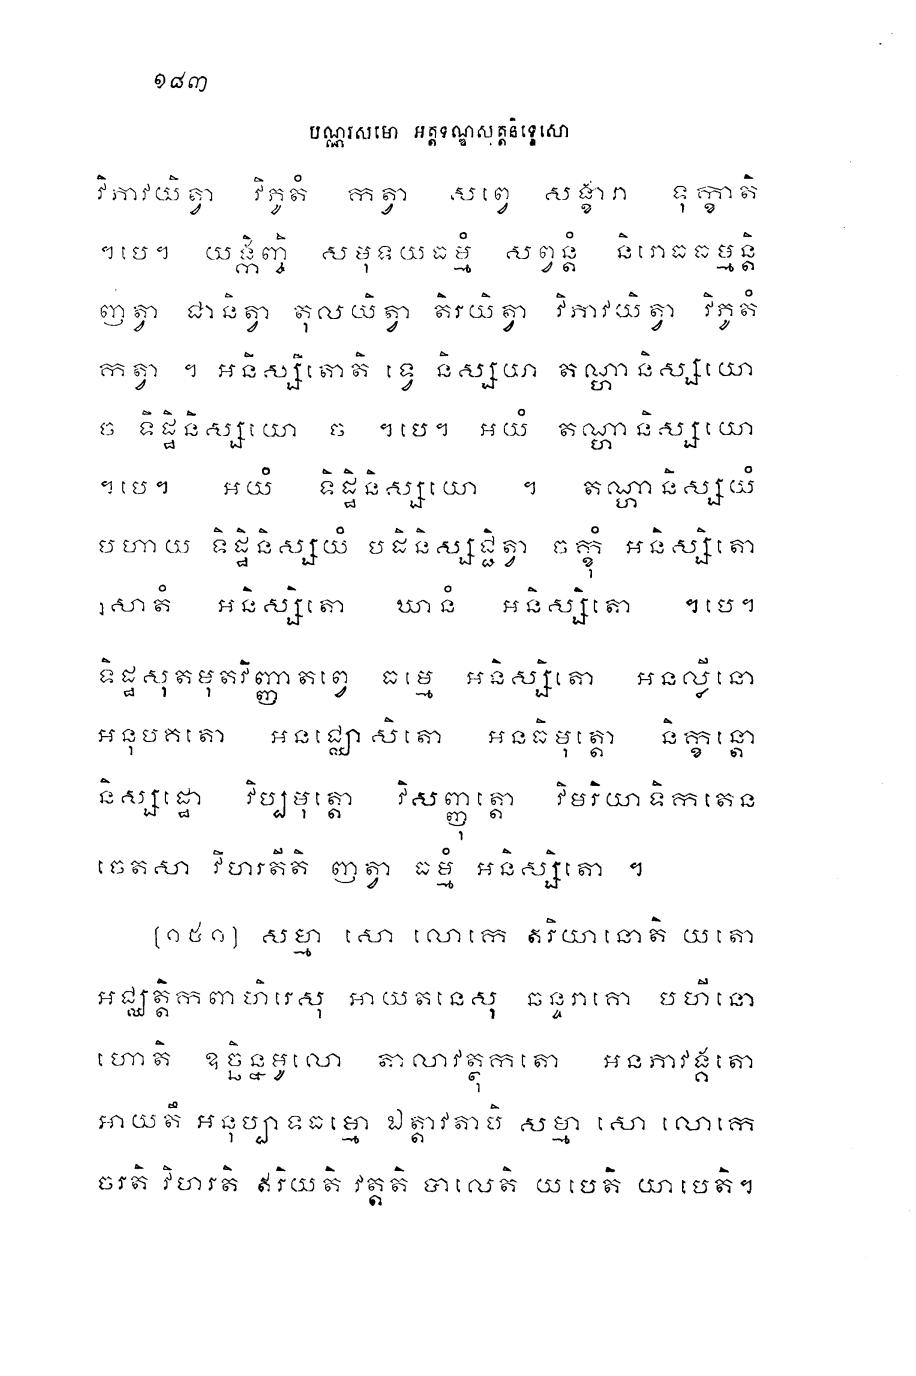 ១៨៣
បណ្ណរសមោ អត្តទណ្ឌសុត្តនិទ្ទេសោ
វិភាវយិត្វា វិភូតំ កត្វា សព្វេ សង្ខារា ទុក្ខាតិ
។បេ។ យង្កិញ្ចិ សមុទយធម្មំ សព្វន្តំ និរោធធម្មន្តិ
ញត្វា ជានិត្វា តុលយិត្វា តិរយិត្វា វិភាវយិត្វា វិភូតំ
កត្វា ។ អនិស្សិតោតិ ទ្វេ និស្សយា តណ្ហានិស្សយោ
ច ទិដ្ឋិនិស្សយោ ច ។បេ។ អយំ តណ្ហានិស្សយោ
។បេ។ អយំ ទិដ្ឋិនិស្សយោ ។ តណ្ហានិស្សយំ
បហាយ ទិដ្ឋិនិស្សយំ បដិនិស្សជ្ជិត្វា ចក្ខុំ អនិស្សិតោ
សោតំ អនិស្សិតោ ឃានំ អនិស្សិតោ ។បេ។
ទិដ្ឋសុតមុតវិញ្ញាតព្វេ ធម្មេ អនិស្សិតោ អនល្លីនោ
អនុបគតោ អនជ្ឈោសិតោ អនធិមុត្តោ និក្ខន្តោ
និស្សដ្ឋោ វិប្បមុត្តោ វិសញ្ញុត្តោ វិមរិយាទិកតេន
ចេតសា វិហរតីតិ ញត្វា ធម្មំ អនិស្សិតោ ។
(១៥១) សម្មា សោ លោកេ ឥរិយានោតិ យតោ
អជ្ឈត្តិកពាហិរេសុ អាយតនេសុ ឆន្ទរាគោ បហីនោ
ហោតិ ឧច្ឆិន្នមូលោ តាលាវត្ថុកតោ អនភាវង្គតោ
អាយតឹ អនុប្បាទធម្មោ ឯត្តាវតាបិ សម្មា សោ លោកេ
ចរតិ វិហរតិ ឥរិយតិ វត្តតិ បាលេតិ យបេតិ យាបេតិ។